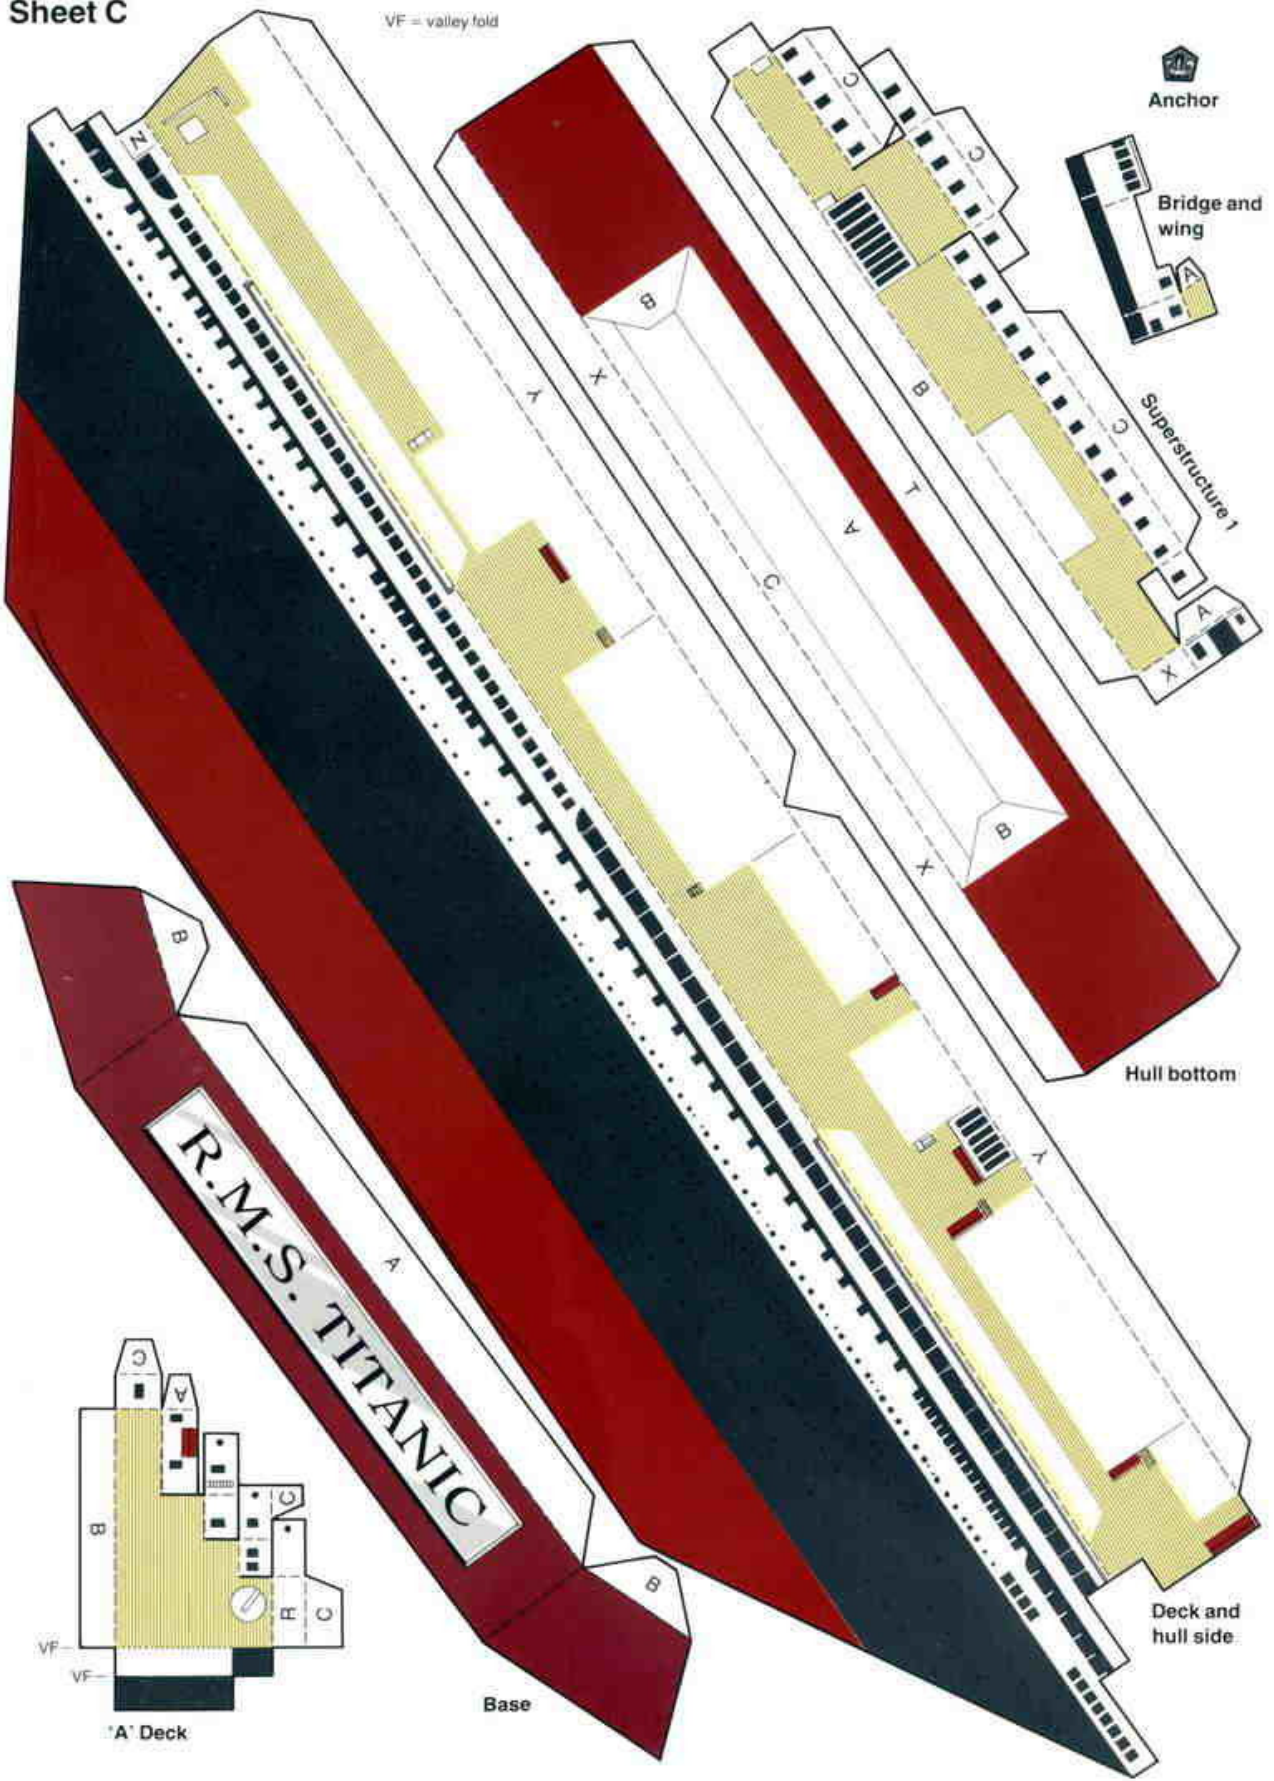 Sheet C
VF = valley fold
Anchor
Z
C
C
Bridge and
wing
A
B
X
Y
B
C
Superstructure 1
T
A
C
A
X
B
X
B
Hull bottom
Y
A
R.M.S. TITANIC
C
A
C
B
R
C
VF
VF
'A' Deck
B
Base
Deck and
hull side